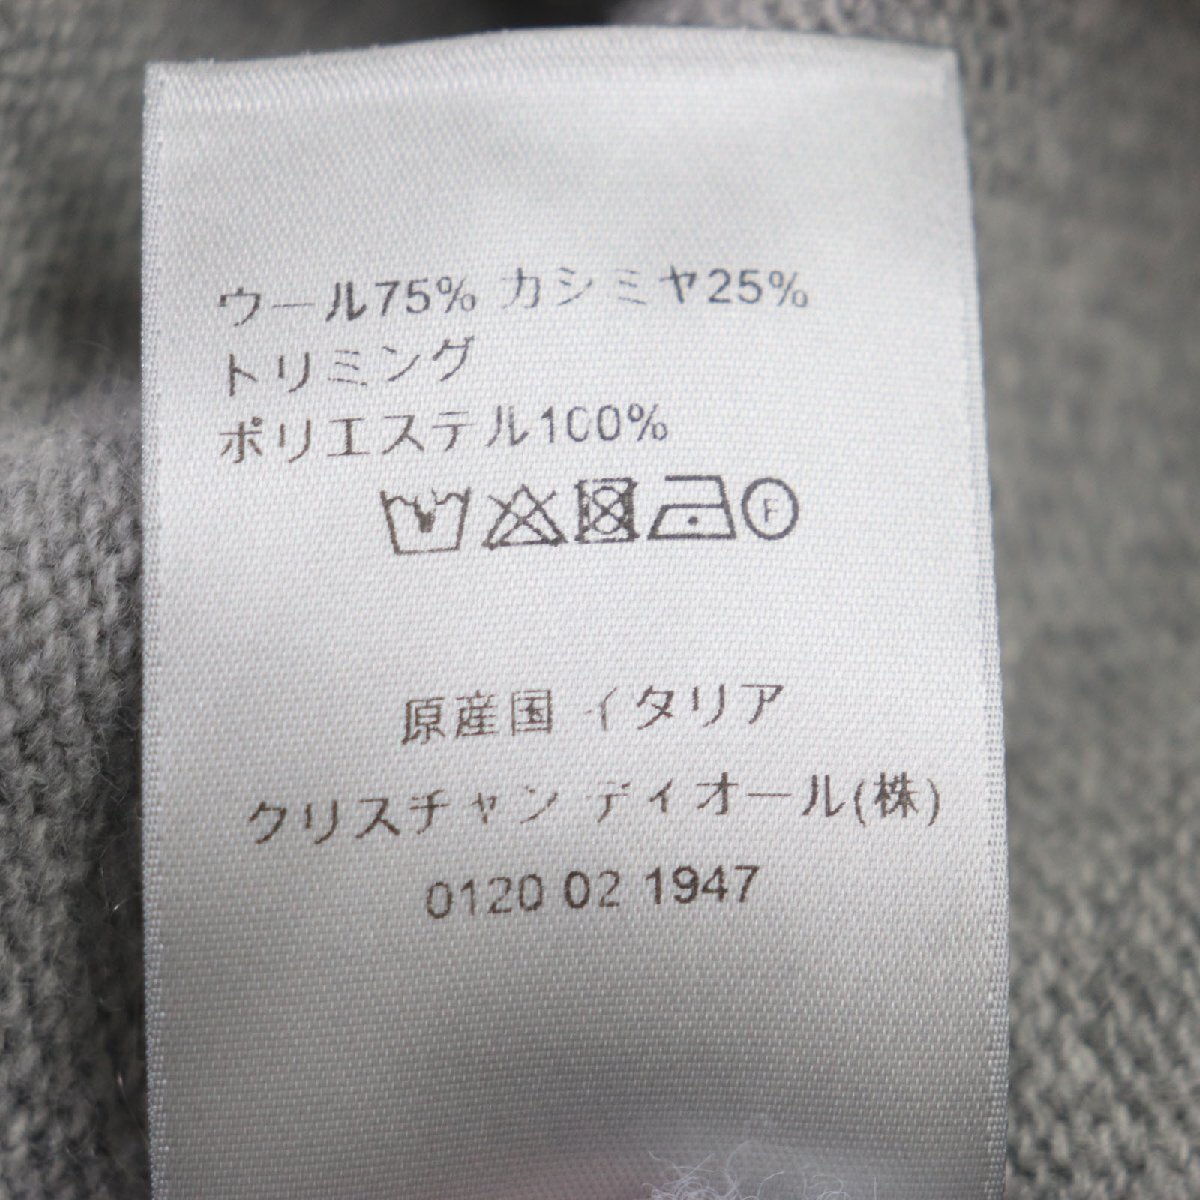 ウール75% カシミヤ25%
トリミング
ポリエステル100%
F
原産国 イタリア
クリスチャン ディオール(株)
0120 02 1947